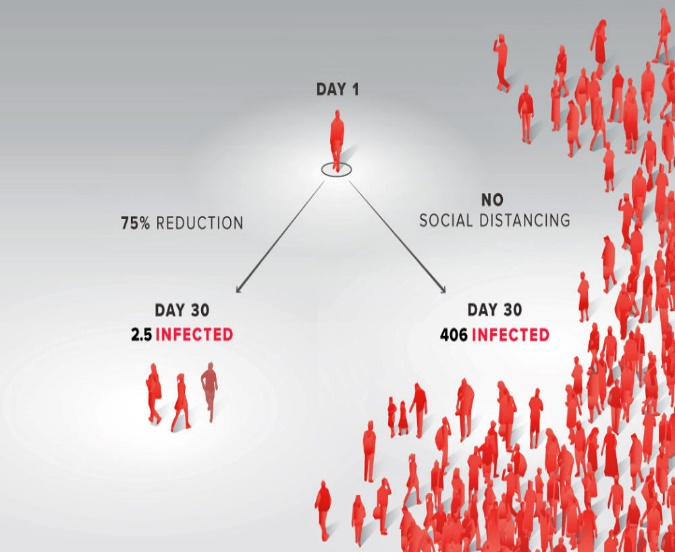 DAY 1
75% REDUCTION
NO
SOCIAL DISTANCING
DAY 30
2.5 INFECTED
DAY 30
406 INFECTED